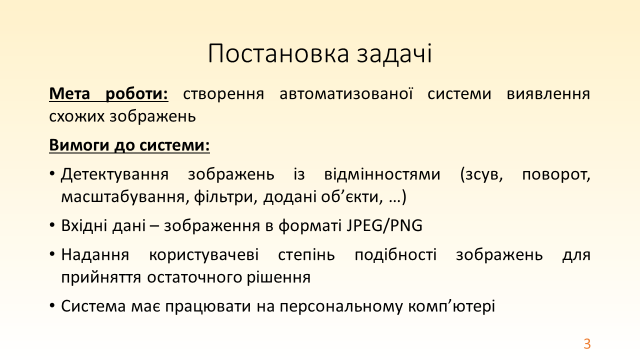 Постановка задачі
Мета роботи: створення автоматизованої системи виявлення
схожих зображень
Вимоги до системи:
• Детектування зображень із відмінностями (зсув, поворот,
масштабування, фільтри, додані об’єкти, …)
• Вхідні дані – зображення в форматі JPEG/PNG
• Надання користувачеві степінь подібності зображень для
прийняття остаточного рішення
• Система має працювати на персональному комп’ютері
3